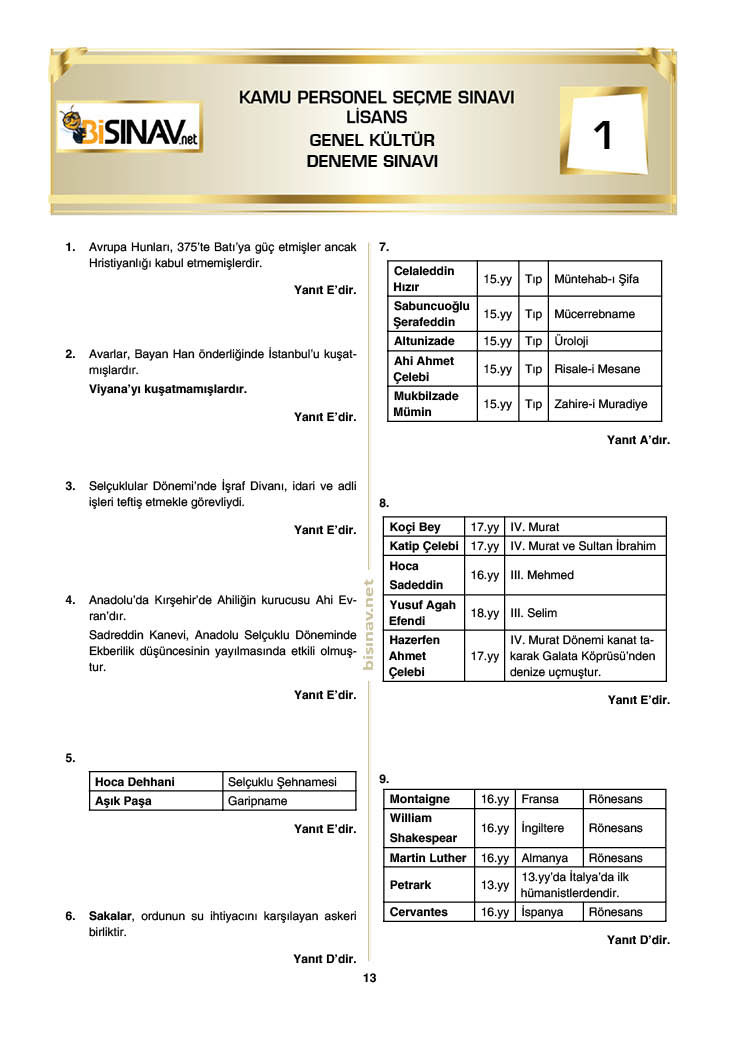 BiSINAV.net
KAMU PERSONEL SEÇME SINAVI
LİSANS
GENEL KÜLTÜR
DENEME SINAVI
1
1. Avrupa Hunları, 375’te Batı’ya güç etmişler ancak
Hristiyanlığı kabul etmemişlerdir.
Yanıt E’dir.
2. Avarlar, Bayan Han önderliğinde İstanbul’u kuşat-
mışlardır.
Viyana’yı kuşatmamışlardır.
Yanıt E’dir.
3. Selçuklular Dönemi’nde İşraf Divanı, idari ve adli
işleri teftiş etmekle görevliydi.
Yanıt E’dir.
4. Anadolu’da Kırşehir’de Ahiliğin kurucusu Ahi Ev-
ran’dır.
Sadreddin Kanevi, Anadolu Selçuklu Döneminde
Ekberilik düşüncesinin yayılmasında etkili olmuş-
tur.
Yanıt E’dir.
5.
Hoca Dehhani Selçuklu Şehnamesi
Aşık Paşa Garipname
Yanıt E’dir.
6. Sakalar, ordunun su ihtiyacını karşılayan askeri
birliktir.
Yanıt D’dir.
bisınav.net
7.
Celaleddin
Hızır 15.yy Tıp Müntehab-ı Şifa
Sabuncuoğlu
Şerafeddin 15.yy Tıp Mücerrebname
Altunizade 15.yy Tıp Üroloji
Ahi Ahmet
Çelebi 15.yy Tıp Risale-i Mesane
Mukbilzade
Mümin 15.yy Tıp Zahire-i Muradiye
Yanıt A’dır.
8.
Koçi Bey 17.yy IV. Murat
Katip Çelebi 17.yy IV. Murat ve Sultan İbrahim
Hoca
Sadeddin 16.yy III. Mehmed
Yusuf Agah
Efendi 18.yy III. Selim
Hazerfen IV. Murat Dönemi kanat ta-
Ahmet 17.yy karak Galata Köprüsü’nden
Çelebi denize uçmuştur.
Yanıt E’dir.
9.
Montaigne 16.yy Fransa Rönesans
William
Shakespear 16.yy İngiltere Rönesans
Martin Luther 16.yy Almanya Rönesans
Petrark 13.yy 13.yy’da İtalya’da ilk
hümanistlerdendir.
Cervantes 16.yy İspanya Rönesans
Yanıt D’dir.
13